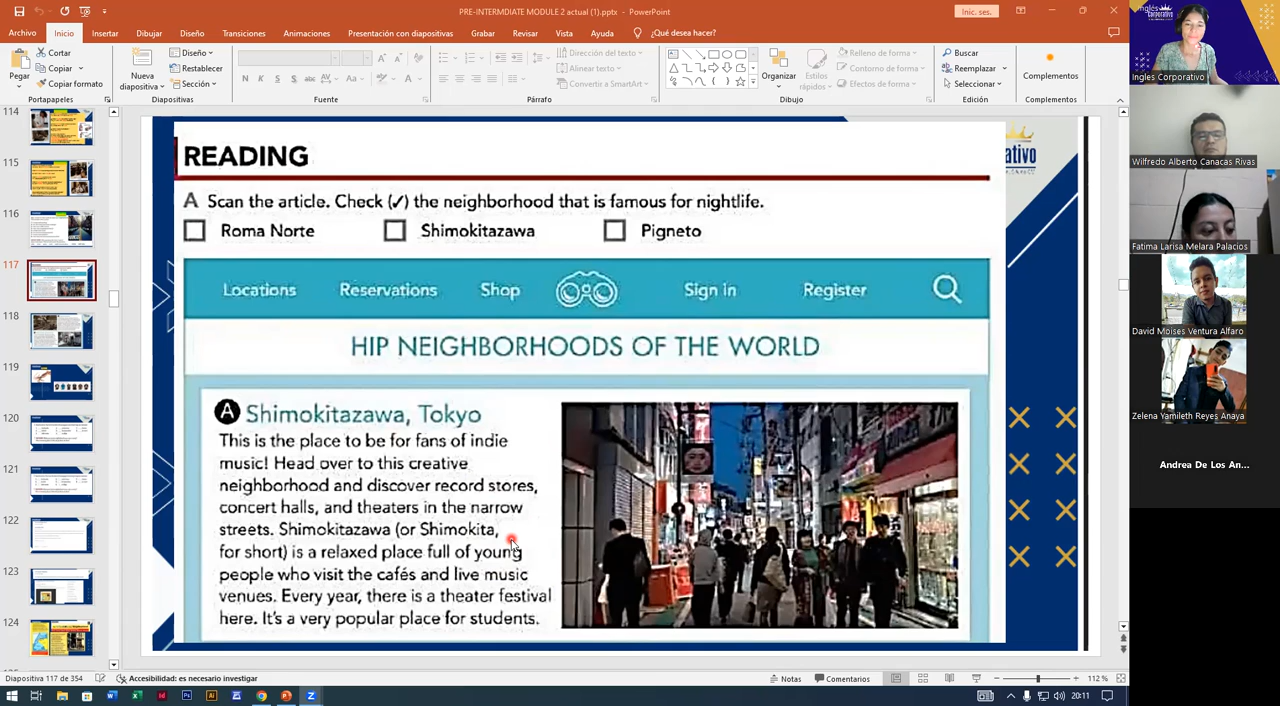 PRE-INTERMDIATE MODULE 2 actual (1).pptx - PowerPoint
Inic. ses.
Archivo Inicio Insertar Dibujar Diseño Transiciones Animaciones Presentación con diapositivas Grabar Revisar Vista Ayuda ¿Qué desea hacer?
Pegar
Cortar
Copiar
Copiar formato
Portapapeles
Nueva
diapositiva
Diseño
Restablecer
Sección
Diapositivas
N K S S abc AV Aa A
Fuente
Párrafo
Dirección del texto
Alinear texto
Convertir a SmartArt
Organizar
Estilos
rápidos
Relleno de forma
Contorno de forma
Efectos de forma
Dibujo
Buscar
Reemplazar
Seleccionar
Edición
Complementos
Complementos
114
115
116
117
118
119
120
121
122
123
124
READING
A Scan the article. Check (✓) the neighborhood that is famous for nightlife.
Roma Norte Shimokitazawa Pigneto
Locations Reservations Shop Sign in Register
HIP NEIGHBORHOODS OF THE WORLD
A Shimokitazawa, Tokyo
This is the place to be for fans of indie
music! Head over to this creative
neighborhood and discover record stores,
concert halls, and theaters in the narrow
streets. Shimokitazawa (or Shimokita,
for short) is a relaxed place full of young
people who visit the cafés and live music
venues. Every year, there is a theater festival
here. It's a very popular place for students.
ativo
Inglés
Corporativo
Ingles Corporativo
Wilfredo Alberto Canacas Rivas
Fatima Larisa Melara Palacios
David Moises Ventura Alfaro
Zelena Yamileth Reyes Anaya
Andrea De Los An...
Diapositiva 117 de 354 Accesibilidad: es necesario investigar Notas Comentarios 112 %
20:11